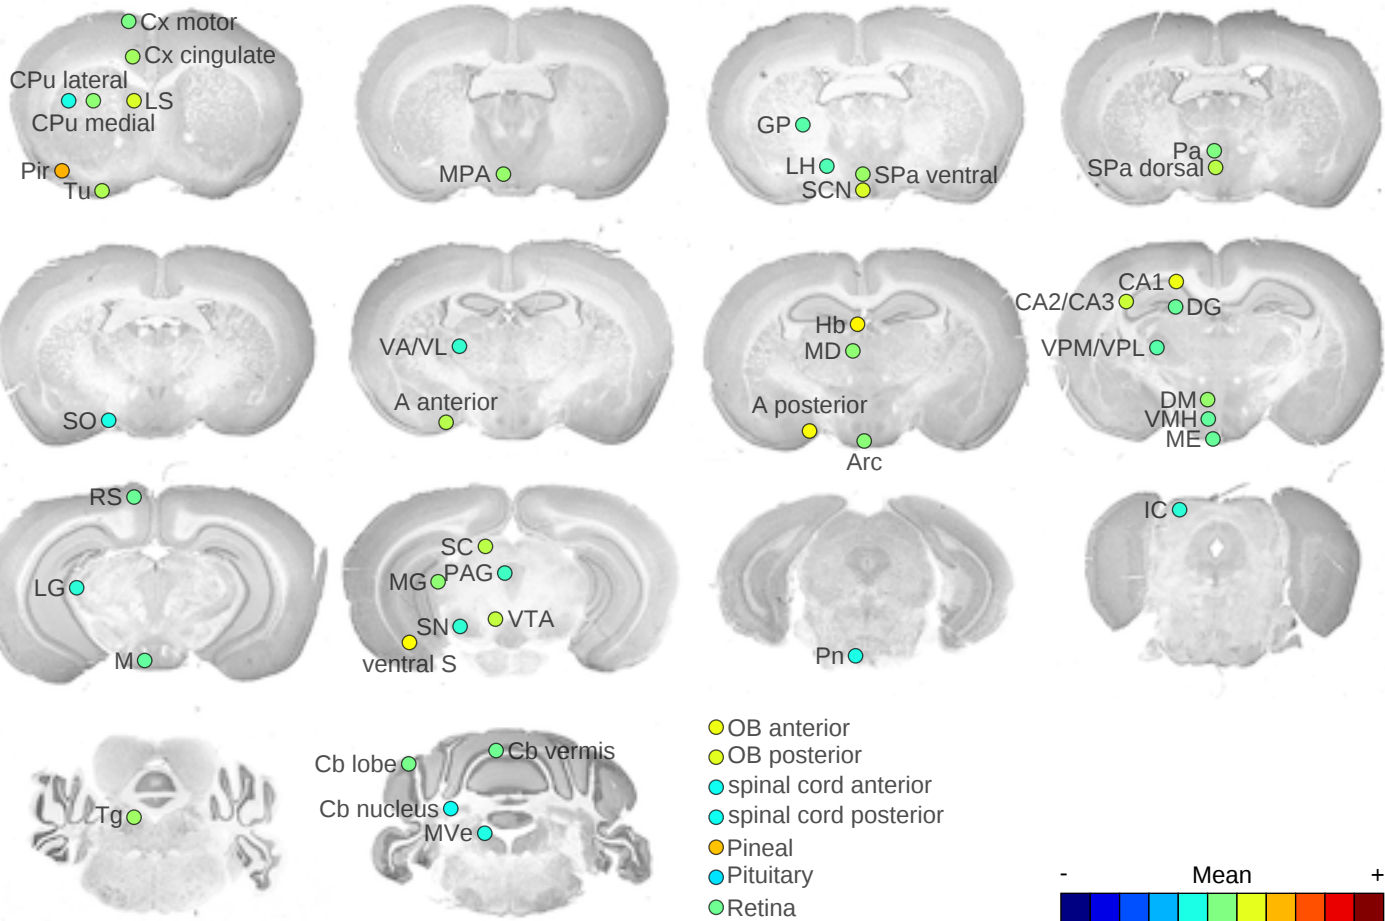 Cx motor
Cx cingulate
CPu lateral
LS
CPu medial
Pir
Tu
MPA
GP
LH
SPa ventral
SCN
Pa
SPa dorsal
SO
VA/VL
A anterior
Hb
MD
A posterior
Arc
CA1
CA2/CA3
DG
VPM/VPL
DM
VMH
ME
RS
LG
M
SC
MG
PAG
SN
VTA
ventral S
Pn
IC
Tg
Cb lobe
Cb vermis
Cb nucleus
MVe
OB anterior
OB posterior
spinal cord anterior
spinal cord posterior
Pineal
Pituitary
Retina
- Mean +